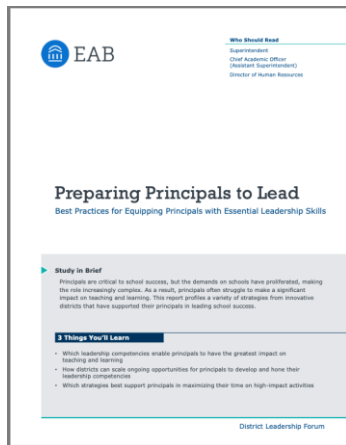 EAB
Who Should Read
Superintendent
Chief Academic Officer
(Assistant Superintendent)
Director of Human Resources
Preparing Principals to Lead
Best Practices for Equipping Principals with Essential Leadership Skills
Study in Brief
Principals are critical to school success, but the demands on schools have proliferated, making
the role increasingly complex. As a result, principals often struggle to make a significant
impact on teaching and learning. This report profiles a variety of strategies from innovative
districts that have supported their principals in leading school success.
3 Things You'll Learn
• Which leadership competencies enable principals to have the greatest impact on
teaching and learning
• How districts can scale ongoing opportunities for principals to develop and hone their
leadership competencies
• Which strategies best support principals in maximizing their time on high-impact activities
District Leadership Forum